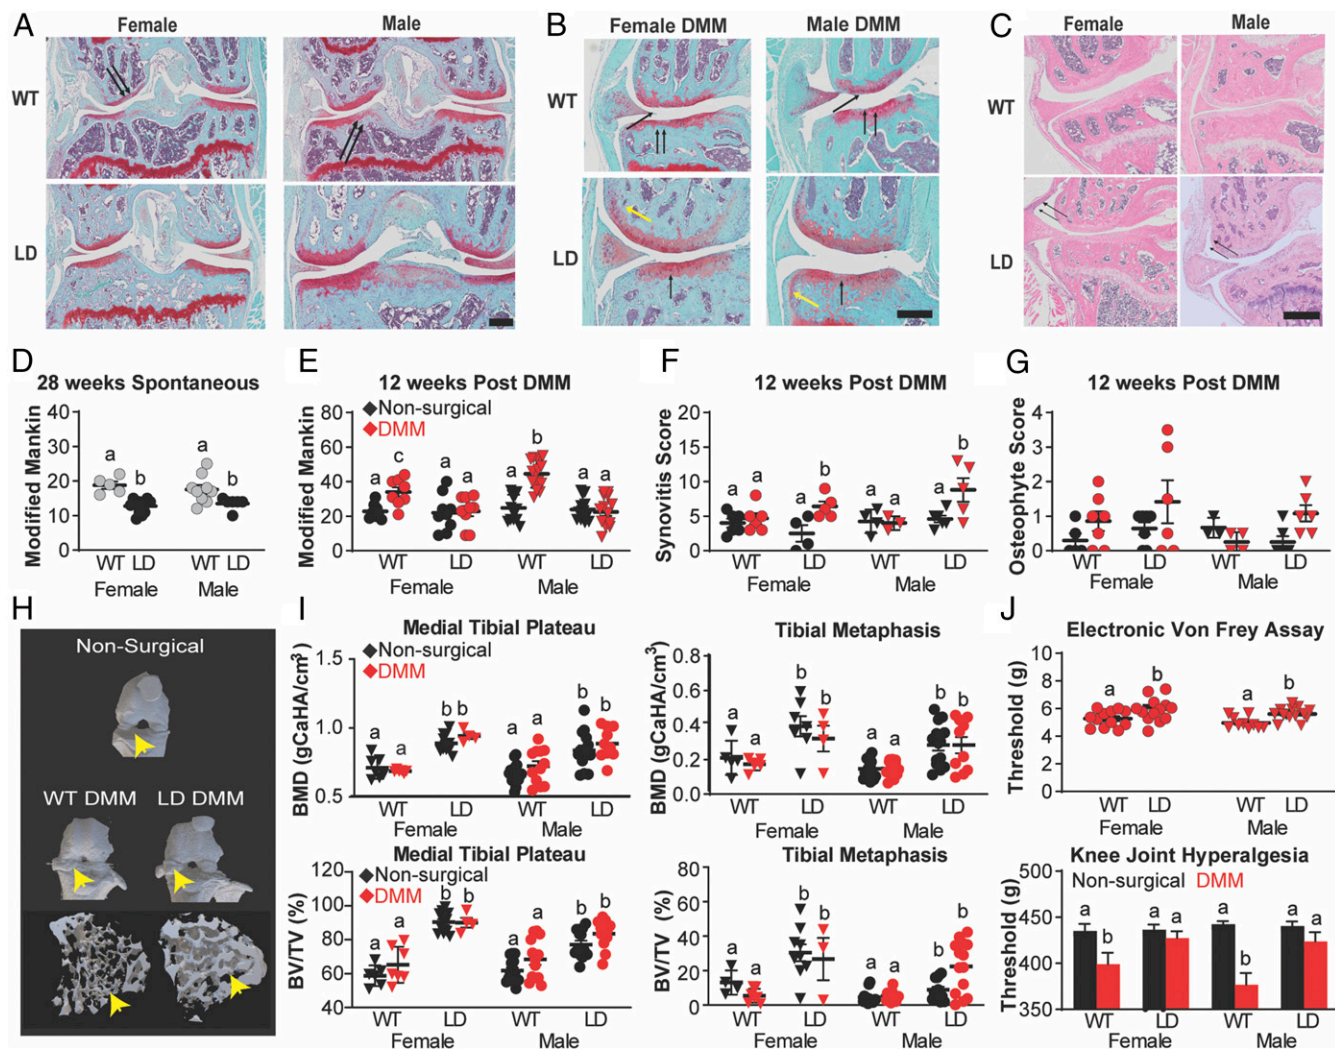 A
Female
Male
WT
LD
B
Female DMM
Male DMM
WT
LD
C
Female
Male
WT
LD
D
28 weeks Spontaneous
Modified Mankin
40
30
20
10
0
a
b
a
b
WT LD WT LD
Female Male
E
12 weeks Post DMM
Non-surgical
DMM
Modified Mankin
80
60
40
20
0
a c a a a b a a
WT LD WT LD
Female Male
F
12 weeks Post DMM
Synovitis Score
20
15
10
5
0
a a a b a a a b
WT LD WT LD
Female Male
G
12 weeks Post DMM
Osteophyte Score
4
3
2
1
0
WT LD WT LD
Female Male
H
Non-Surgical
WT DMM LD DMM
I
Medial Tibial Plateau
Non-surgical
DMM
BMD (gCaHA/cm³)
1.5
1.0
0.5
a a b b a a b b
WT LD WT LD
Female Male
Tibial Metaphasis
BMD (gCaHA/cm³)
0.8
0.6
0.4
0.2
0.0
a a b b a a b b
WT LD WT LD
Female Male
Medial Tibial Plateau
Non-surgical
DMM
BV/TV (%)
120
100
80
60
40
a a b b a a b b
WT LD WT LD
Female Male
Tibial Metaphasis
BV/TV (%)
80
60
40
20
0
a a b b a a b b
WT LD WT LD
Female Male
J
Electronic Von Frey Assay
Threshold (g)
10
8
6
4
2
0
a b a b
WT LD WT LD
Female Male
Knee Joint Hyperalgesia
Non-surgical DMM
Threshold (g)
450
400
350
a b a a a b a a
WT LD WT LD
Female Male